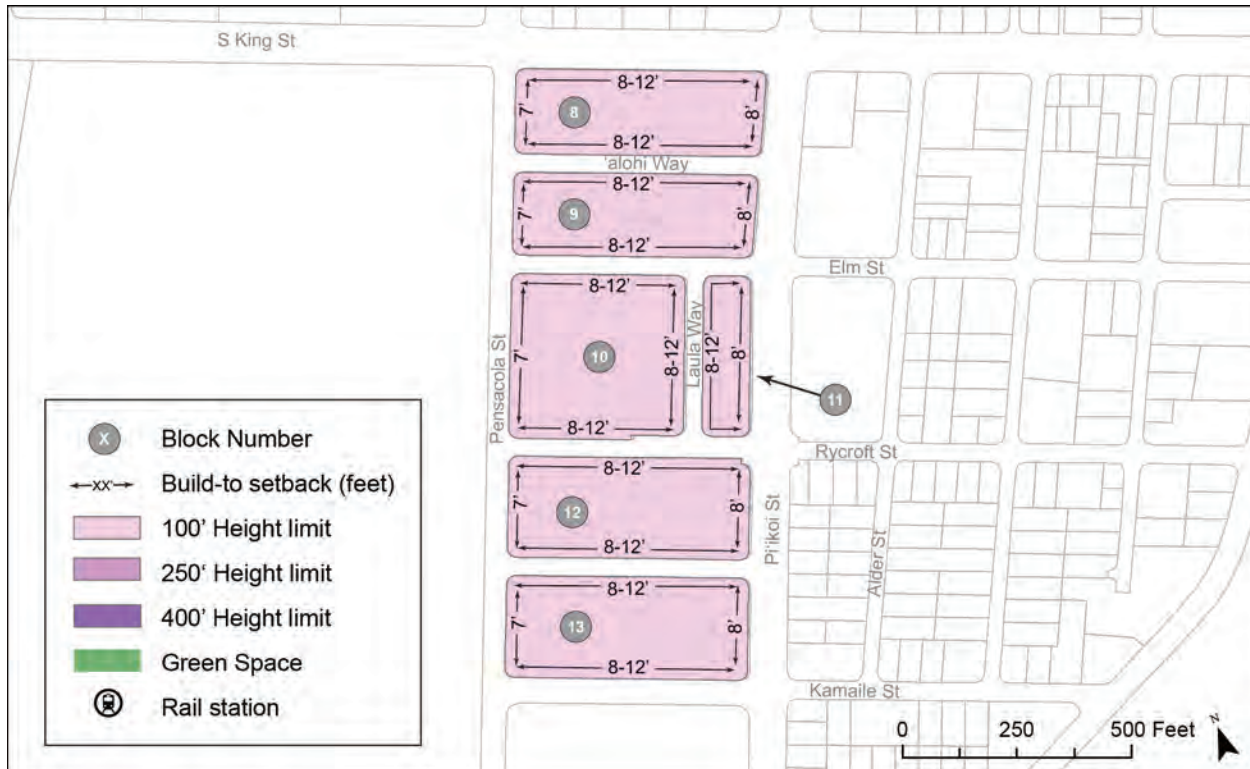 S King St
8-12'
7'
8
8'
8-12'
'alohi Way
8-12'
7'
9
8'
8-12'
Elm St
8-12'
Pensacola St
7'
10
8-12'
Laula Way
8-12'
8'
11
8-12'
Rycroft St
8-12'
7'
12
8'
8-12'
Pi'ikoi St
Alder St
8-12'
7'
13
8'
8-12'
Kamaile St
X Block Number
XX' Build-to setback (feet)
100' Height limit
250' Height limit
400' Height limit
Green Space
Rail station
0 250 500 Feet
N